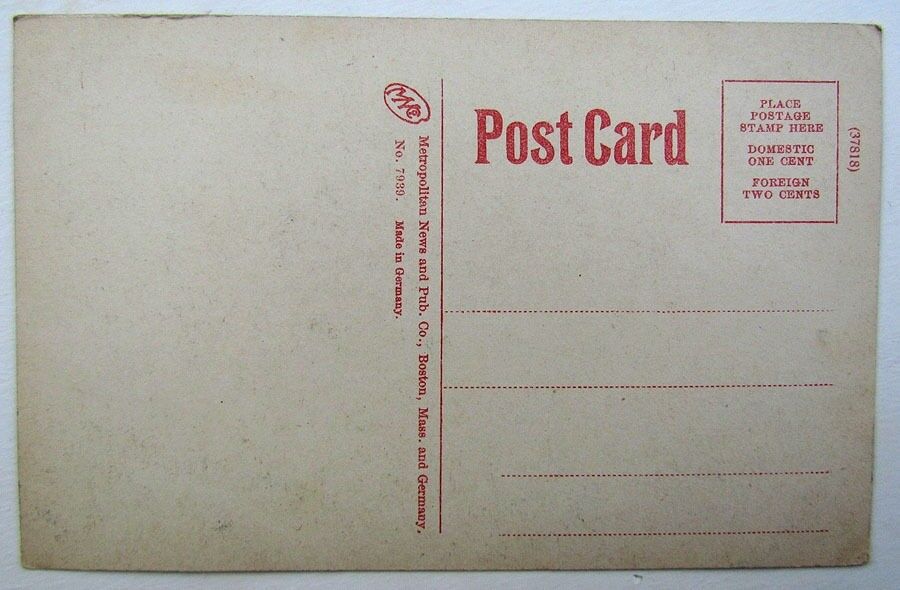 MNC
Metropolitan News and Pub. Co., Boston, Mass. and Germany.
No. 7939. Made in Germany.
Post Card
PLACE
POSTAGE
STAMP HERE
DOMESTIC
ONE CENT
FOREIGN
TWO CENTS
(37818)